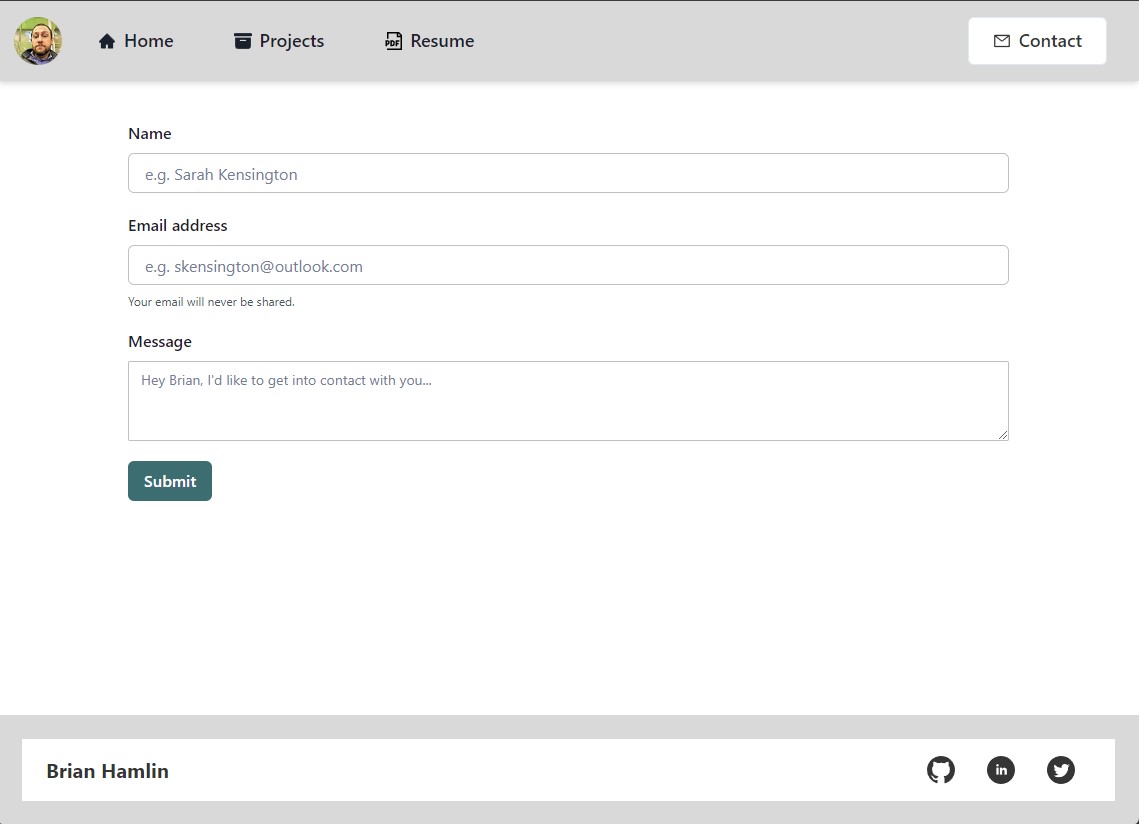 Home
Projects
PDF
Resume
Contact
Name
e.g. Sarah Kensington
Email address
e.g. skensington@outlook.com
Your email will never be shared.
Message
Hey Brian, I'd like to get into contact with you...
Submit
Brian Hamlin
in